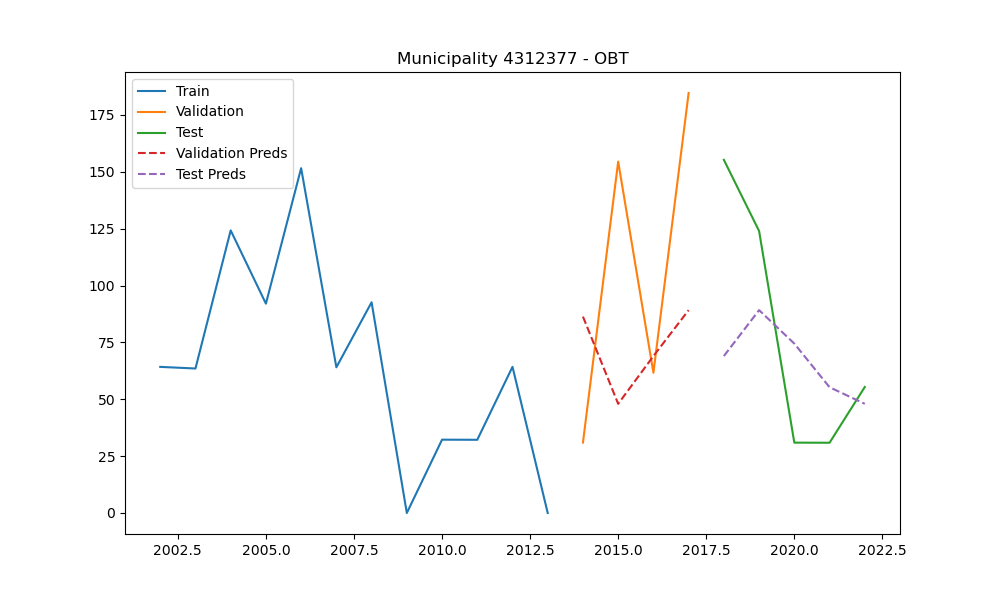 Municipality 4312377 - OBT
Train
Validation
Test
Validation Preds
Test Preds
175
150
125
100
75
50
25
0
2002.5 2005.0 2007.5 2010.0 2012.5 2015.0 2017.5 2020.0 2022.5